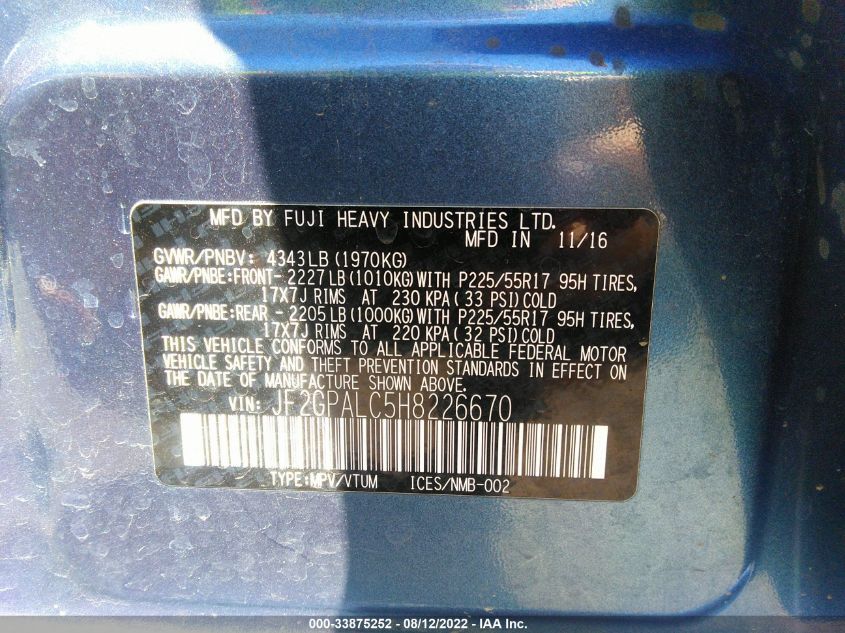 MFD BY FUJI HEAVY INDUSTRIES LTD.
MFD IN 11/16
GVWR/PNBV: 4343LB(1970KG)
GAWR/PNBE:FRONT- 2227LB(1010KG)WITH P225/55R17 95H TIRES,
17X7J RIMS AT 230 KPA( 33 PSI)COLD
GAWR/PNBE:REAR - 2205LB(1000KG)WITH P225/55R17 95H TIRES,
17X7J RIMS AT 220 KPA( 32 PSI)COLD
THIS VEHICLE CONFORMS TO ALL APPLICABLE FEDERAL MOTOR
VEHICLE SAFETY AND THEFT PREVENTION STANDARDS IN EFFECT ON
THE DATE OF MANUFACTURE SHOWN ABOVE.
VIN: JF2GPALC5H8226670
TYPE:MPV/VTUM ICES/NMB-002
000-33875252 - 08/12/2022 - IAA Inc.